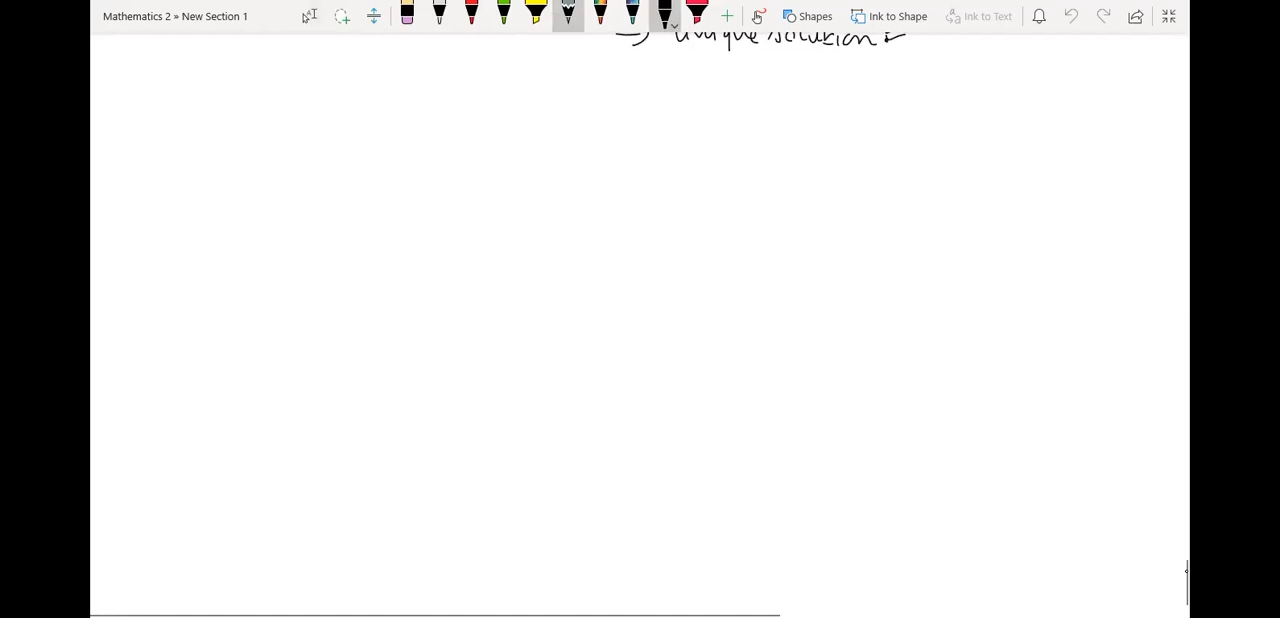 Mathematics 2 » New Section 1 Shapes Ink to Shape Ink to Text
⇒ unique solution